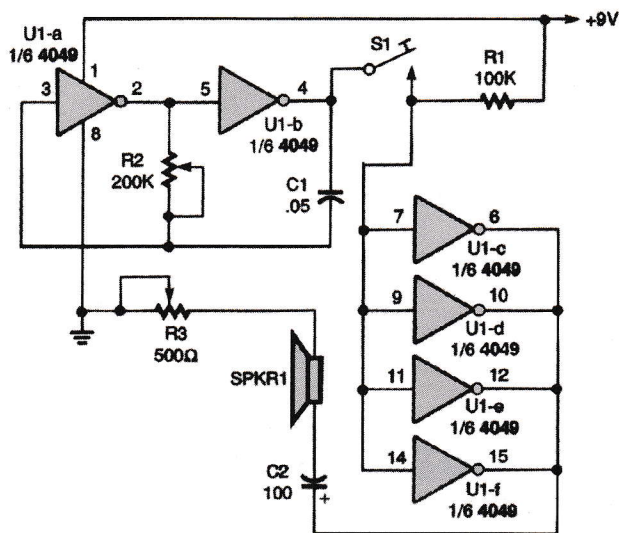 U1-a
1/6 4049
1
3
2
8
5
4
U1-b
1/6 4049
S1
+9V
R1
100K
R2
200K
C1
.05
R3
500Ω
SPKR1
C2
100
+
7
6
U1-c
1/6 4049
9
10
U1-d
1/6 4049
11
12
U1-e
1/6 4049
14
15
U1-f
1/6 4049